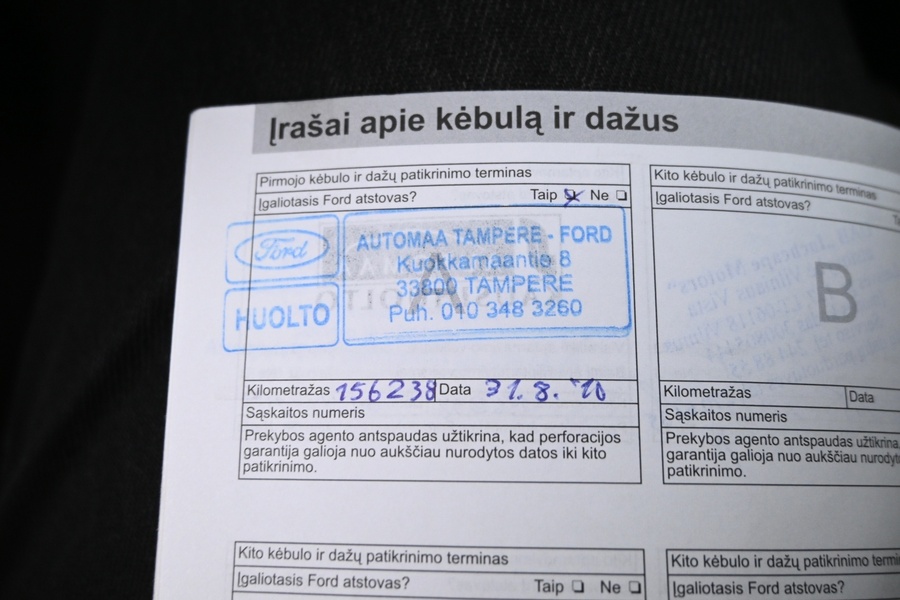 Įrašai apie kėbulą ir dažus
Pirmojo kėbulo ir dažų patikrinimo terminas
Įgaliotasis Ford atstovas? Taip Ne
Ford
HUOLTO
AUTOMAA TAMPERE - FORD
Kuokkamaantie 8
33800 TAMPERE
Puh. 010 348 3260
Kilometražas 156238 Data 31.8.'10
Sąskaitos numeris
Prekybos agento antspaudas užtikrina, kad perforacijos
garantija galioja nuo aukščiau nurodytos datos iki kito
patikrinimo.
Kito kėbulo ir dažų patikrinimo terminas
Įgaliotasis Ford atstovas?
B
Kilometražas Data
Sąskaitos numeris
Prekybos agento antspaudas užtikrina,
garantija galioja nuo aukščiau
patikrinimo.
Kito kėbulo ir dažų patikrinimo terminas
Įgaliotasis Ford atstovas? Taip Ne
Kito kėbulo ir dažų patikrinimo
Įgaliotasis Ford atstovas?